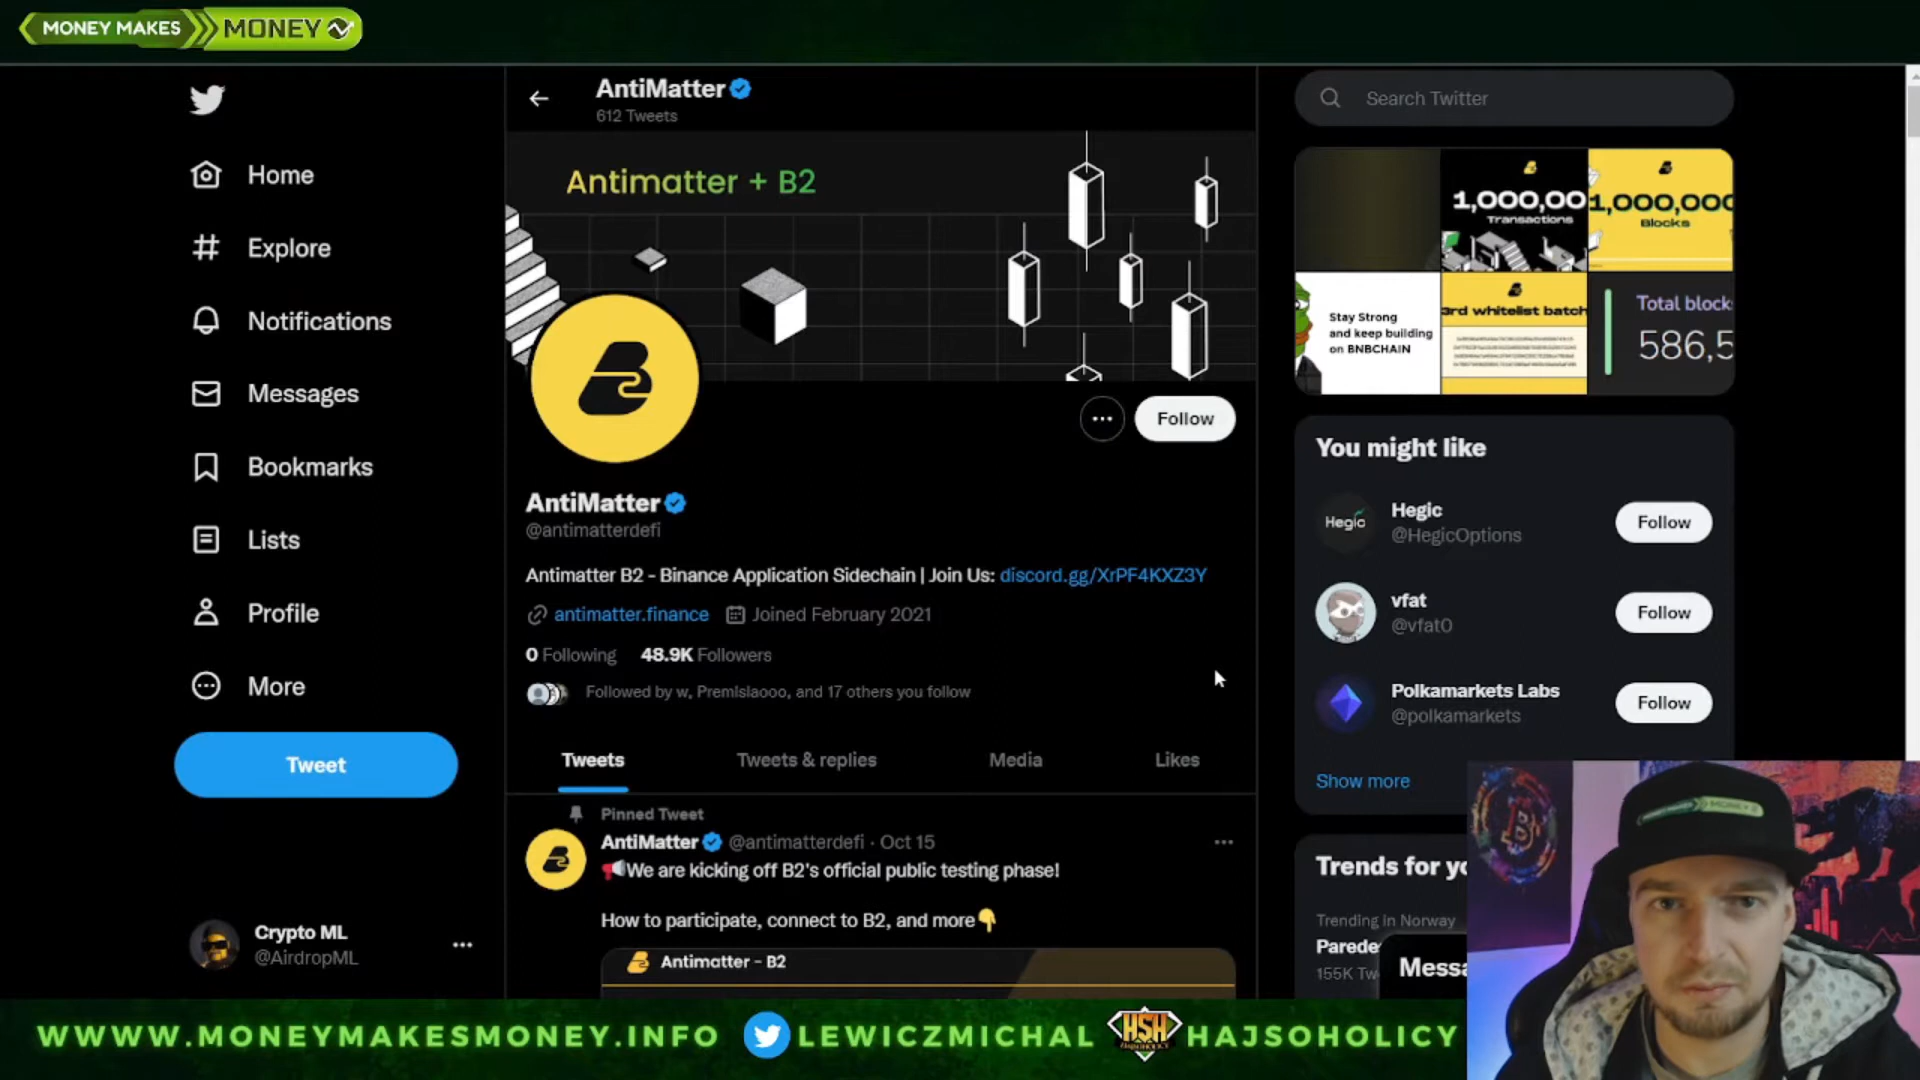 MONEY MAKES MONEY
AntiMatter
612 Tweets
Search Twitter
Home
Explore
Notifications
Messages
Bookmarks
Lists
Profile
More
Tweet
Crypto ML
@AirdropML
Antimatter + B2
Follow
AntiMatter
@antimatterdefi
Antimatter B2 - Binance Application Sidechain | Join Us: discord.gg/XrPF4KXZ3Y
antimatter.finance Joined February 2021
0 Following 48.9K Followers
Followed by w, Premislaooo, and 17 others you follow
Tweets Tweets & replies Media Likes
Pinned Tweet
AntiMatter @antimatterdefi · Oct 15
We are kicking off B2's official public testing phase!
How to participate, connect to B2, and more
Antimatter - B2
1,000,00
Transactions
1,000,000
Blocks
Stay Strong
and keep building
on BNBCHAIN
3rd whitelist batch
Total block
586,5
You might like
Hegic
Hegic
@HegicOptions
Follow
vfat
@vfat0
Follow
Polkamarkets Labs
@polkamarkets
Follow
Show more
Trends for yo
Trending in Norway
Parede
155K Tw
Messa
WWWW.MONEYMAKESMONEY.INFO LEWICZMICHAL HSH HAJSOHOLICY